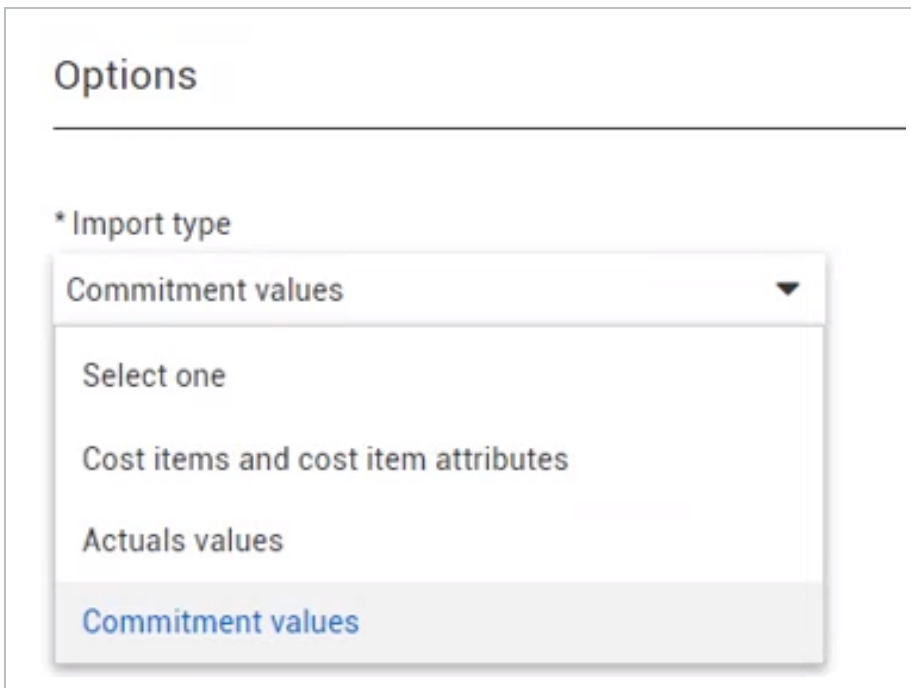 Options
* Import type
Commitment values
Select one
Cost items and cost item attributes
Actuals values
Commitment values